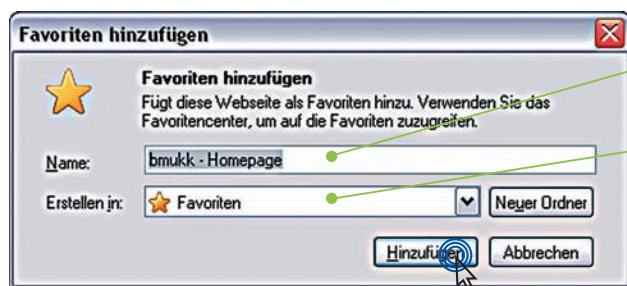 Favoriten hinzufügen
Favoriten hinzufügen
Fügt diese Webseite als Favoriten hinzu. Verwenden Sie das
Favoritencenter, um auf die Favoriten zuzugreifen.
Name: bmukk - Homepage
Erstellen in: Favoriten Neuer Ordner
Hinzufügen Abbrechen